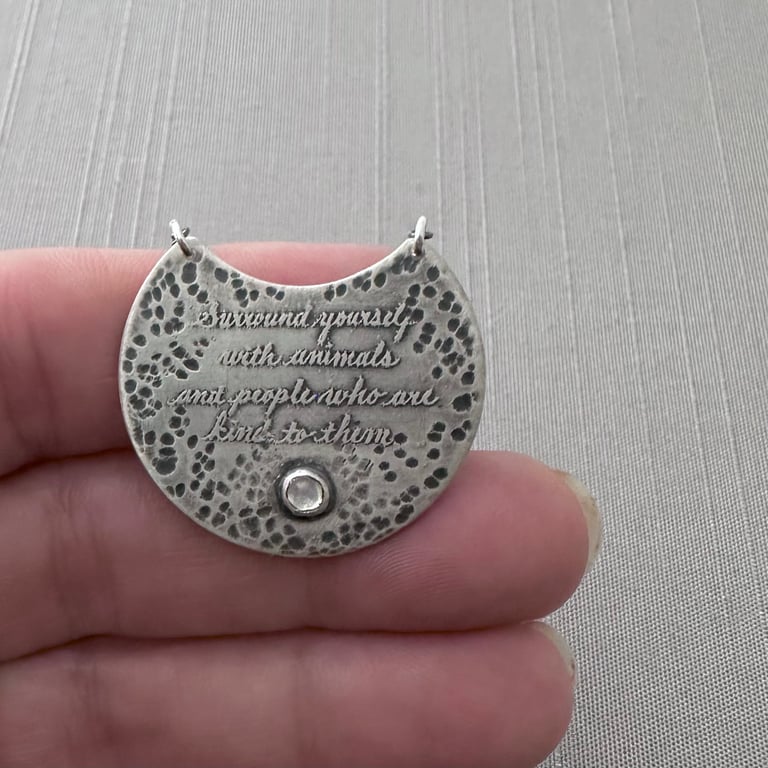 Surround yourself
with animals
and people who are
kind to them